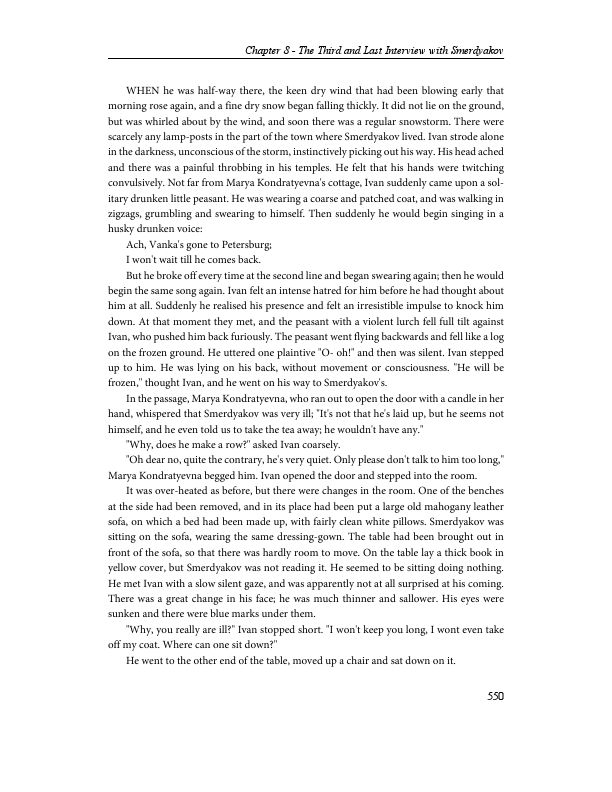 Chapter 8 - The Third and Last Interview with Smerdyakov
WHEN he was half-way there, the keen dry wind that had been blowing early that
morning rose again, and a fine dry snow began falling thickly. It did not lie on the ground,
but was whirled about by the wind, and soon there was a regular snowstorm. There were
scarcely any lamp-posts in the part of the town where Smerdyakov lived. Ivan strode alone
in the darkness, unconscious of the storm, instinctively picking out his way. His head ached
and there was a painful throbbing in his temples. He felt that his hands were twitching
convulsively. Not far from Marya Kondratyevna's cottage, Ivan suddenly came upon a sol-
itary drunken little peasant. He was wearing a coarse and patched coat, and was walking in
zigzags, grumbling and swearing to himself. Then suddenly he would begin singing in a
husky drunken voice:
Ach, Vanka's gone to Petersburg;
I won't wait till he comes back.
But he broke off every time at the second line and began swearing again; then he would
begin the same song again. Ivan felt an intense hatred for him before he had thought about
him at all. Suddenly he realised his presence and felt an irresistible impulse to knock him
down. At that moment they met, and the peasant with a violent lurch fell full tilt against
Ivan, who pushed him back furiously. The peasant went flying backwards and fell like a log
on the frozen ground. He uttered one plaintive "O- oh!" and then was silent. Ivan stepped
up to him. He was lying on his back, without movement or consciousness. "He will be
frozen," thought Ivan, and he went on his way to Smerdyakov's.
In the passage, Marya Kondratyevna, who ran out to open the door with a candle in her
hand, whispered that Smerdyakov was very ill; "It's not that he's laid up, but he seems not
himself, and he even told us to take the tea away; he wouldn't have any."
"Why, does he make a row?" asked Ivan coarsely.
"Oh dear no, quite the contrary, he's very quiet. Only please don't talk to him too long,"
Marya Kondratyevna begged him. Ivan opened the door and stepped into the room.
It was over-heated as before, but there were changes in the room. One of the benches
at the side had been removed, and in its place had been put a large old mahogany leather
sofa, on which a bed had been made up, with fairly clean white pillows. Smerdyakov was
sitting on the sofa, wearing the same dressing-gown. The table had been brought out in
front of the sofa, so that there was hardly room to move. On the table lay a thick book in
yellow cover, but Smerdyakov was not reading it. He seemed to be sitting doing nothing.
He met Ivan with a slow silent gaze, and was apparently not at all surprised at his coming.
There was a great change in his face; he was much thinner and sallower. His eyes were
sunken and there were blue marks under them.
"Why, you really are ill?" Ivan stopped short. "I won't keep you long, I wont even take
off my coat. Where can one sit down?"
He went to the other end of the table, moved up a chair and sat down on it.
550